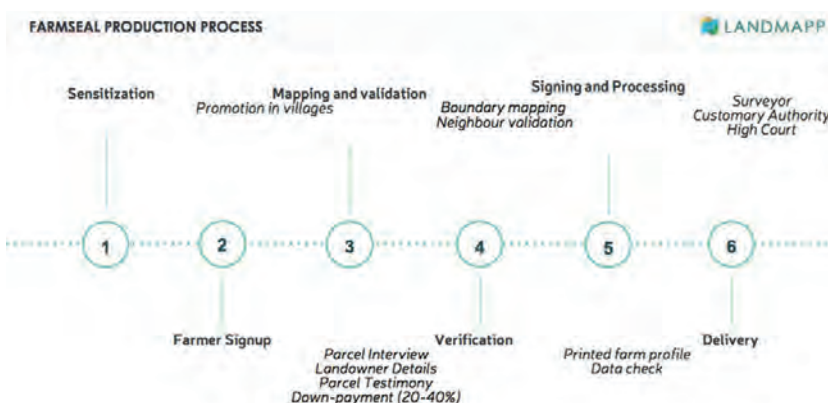 FARMSEAL PRODUCTION PROCESS
LANDMAPP
Sensitization
Promotion in villages
Mapping and validation
Boundary mapping
Neighbour validation
Signing and Processing
Surveyor
Customary Authority
High Court
1
2
3
4
5
6
Farmer Signup
Parcel Interview
Landowner Details
Parcel Testimony
Down-payment (20-40%)
Verification
Printed farm profile
Data check
Delivery